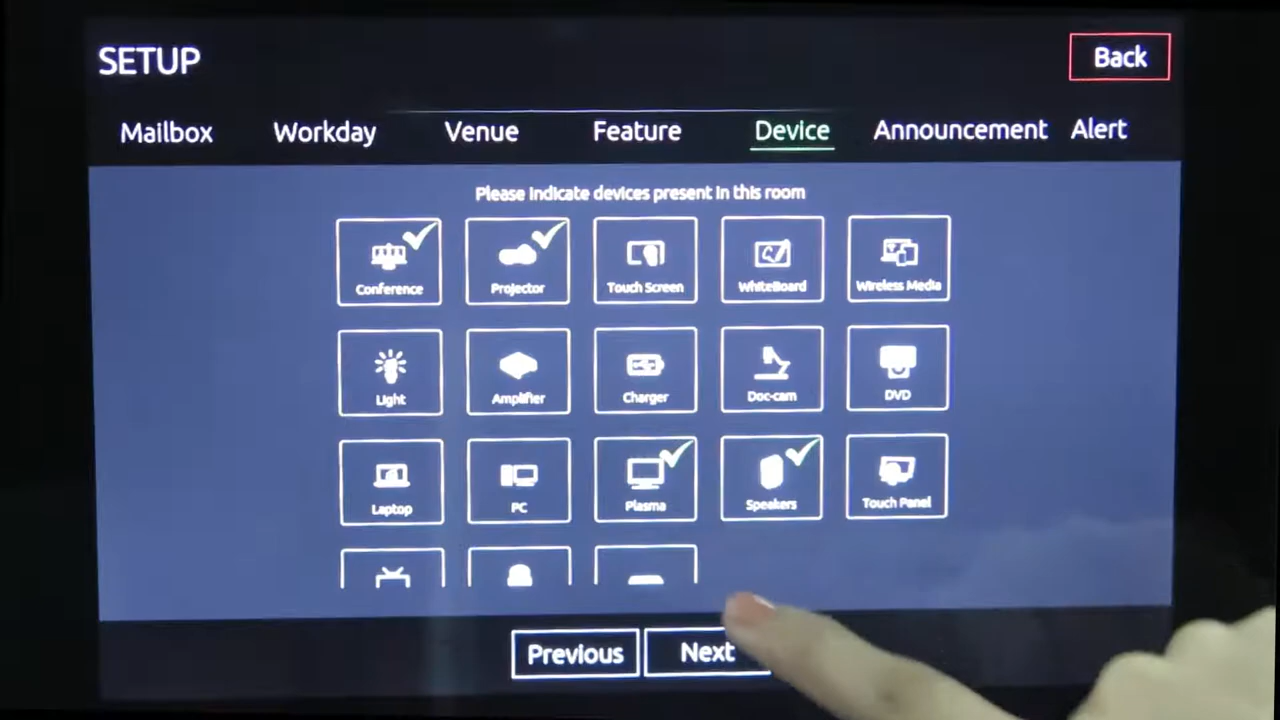 SETUP
Back
Mailbox Workday Venue Feature Device Announcement Alert
Please indicate devices present in this room
Conference Projector Touch Screen WhiteBoard Wireless Media
Light Amplifier Charger Doc-cam DVD
Laptop PC Plasma Speakers Touch Panel
Previous Next